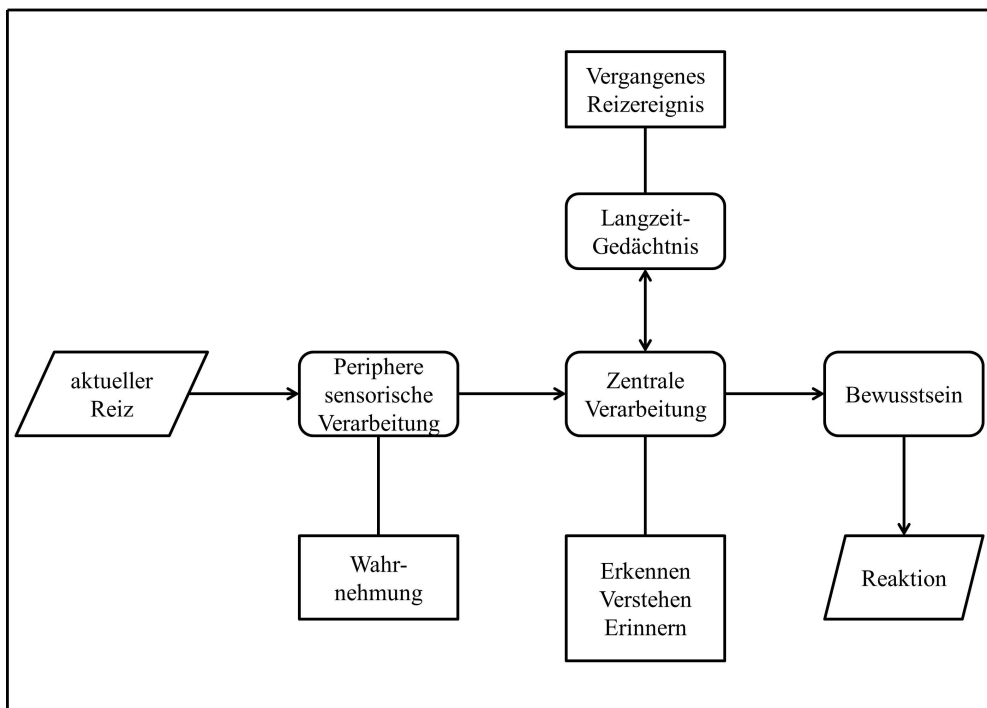 Vergangenes
Reizereignis
Langzeit-
Gedächtnis
aktueller
Reiz
Periphere
sensorische
Verarbeitung
Zentrale
Verarbeitung
Bewusstsein
Wahr-
nehmung
Erkennen
Verstehen
Erinnern
Reaktion